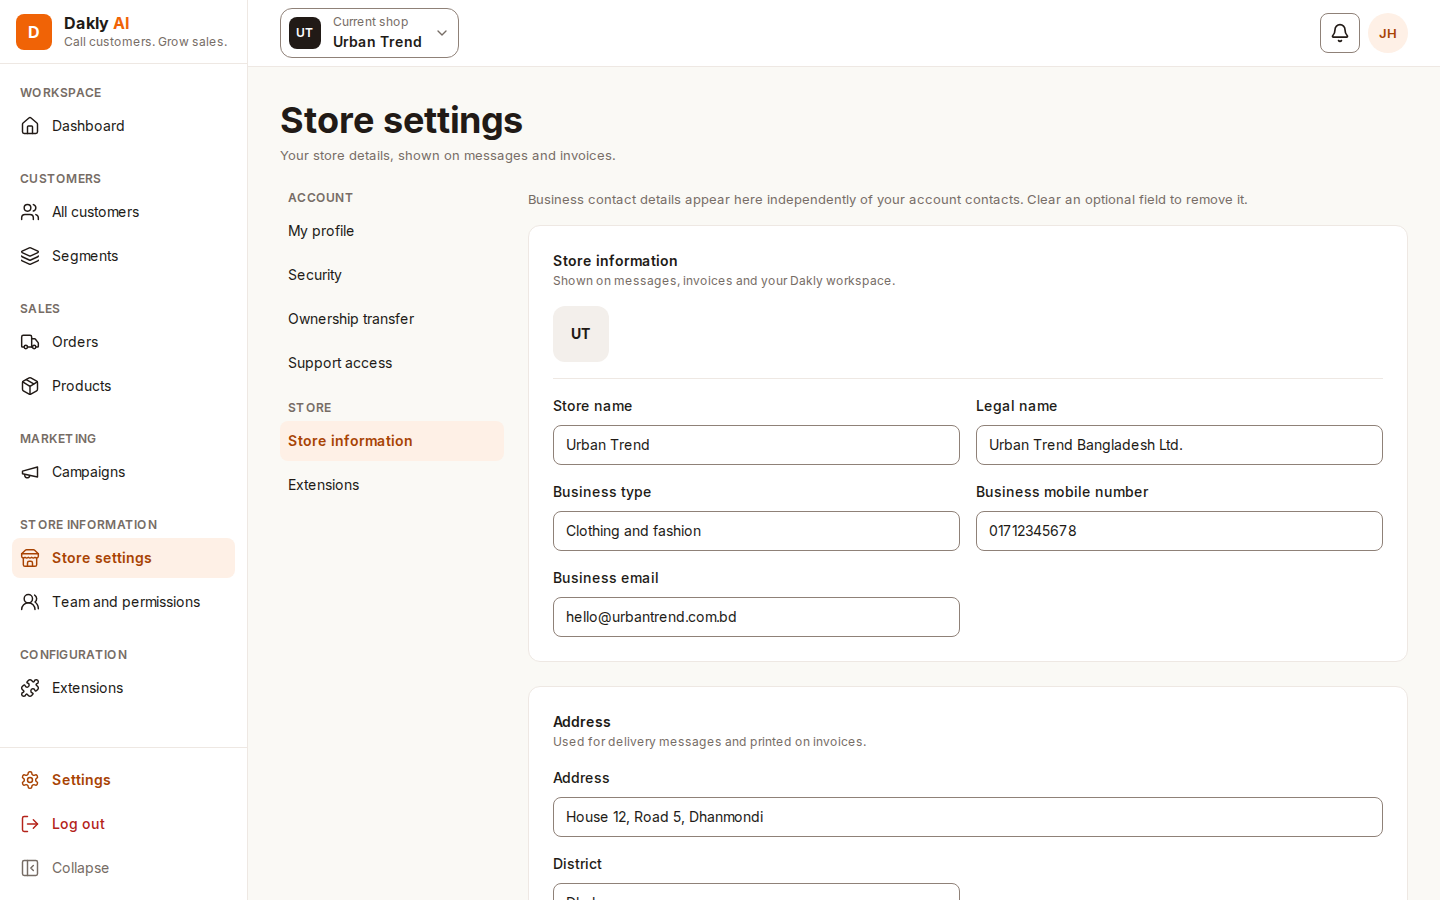 D
Dakly AI
Call customers. Grow sales.
UT
Current shop
Urban Trend
JH
WORKSPACE
Dashboard
CUSTOMERS
All customers
Segments
SALES
Orders
Products
MARKETING
Campaigns
STORE INFORMATION
Store settings
Team and permissions
CONFIGURATION
Extensions
Settings
Log out
Collapse
Store settings
Your store details, shown on messages and invoices.
ACCOUNT
My profile
Security
Ownership transfer
Support access
STORE
Store information
Extensions
Business contact details appear here independently of your account contacts. Clear an optional field to remove it.
Store information
Shown on messages, invoices and your Dakly workspace.
UT
Store name
Urban Trend
Legal name
Urban Trend Bangladesh Ltd.
Business type
Clothing and fashion
Business mobile number
01712345678
Business email
hello@urbantrend.com.bd
Address
Used for delivery messages and printed on invoices.
Address
House 12, Road 5, Dhanmondi
District